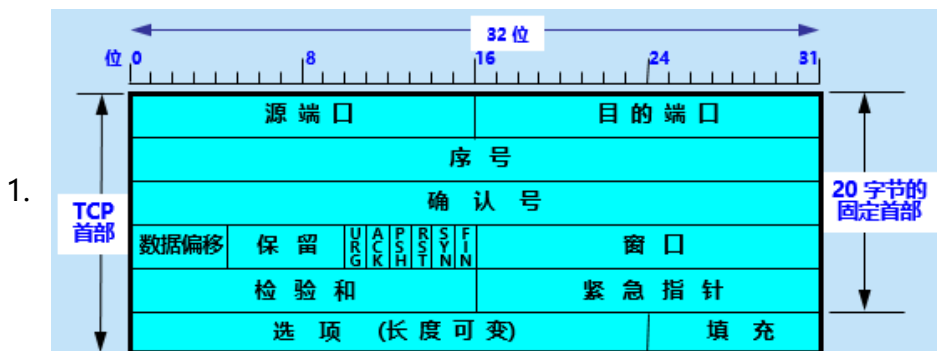 32 位
位 0 8 16 24 31
源端口 目的端口
序号
1.
确认号
TCP
首部
20 字节的
固定首部
数据偏移 保留 URG ACK PSH RST SYN FIN 窗口
检验和 紧急指针
选项 (长度可变) 填充